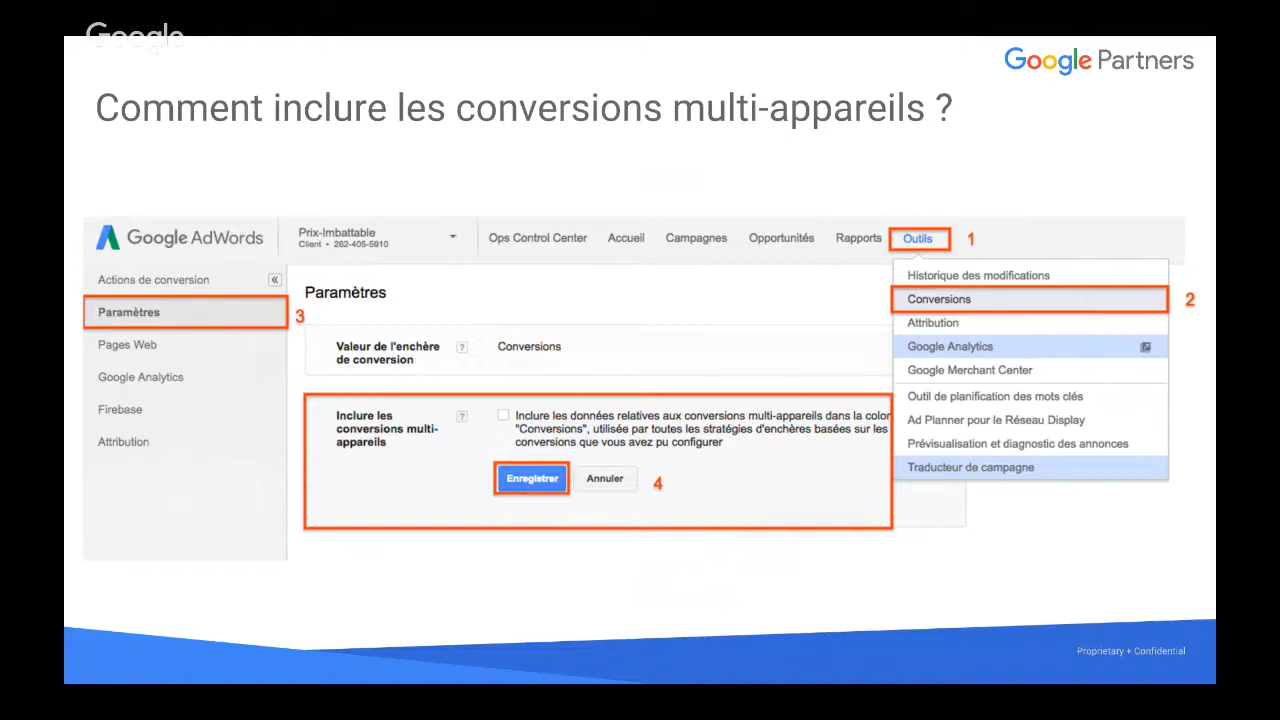 Google
Google Partners
Comment inclure les conversions multi-appareils ?
Google AdWords
Prix-Imbattable
Client • 262-405-5910
Ops Control Center
Accueil
Campagnes
Opportunités
Rapports
Outils
1
Actions de conversion
«
Paramètres
3
Pages Web
Google Analytics
Firebase
Attribution
Paramètres
Valeur de l'enchère
de conversion
?
Conversions
Inclure les
conversions multi-
appareils
?
Inclure les données relatives aux conversions multi-appareils dans la color
"Conversions", utilisée par toutes les stratégies d'enchères basées sur les
conversions que vous avez pu configurer
Enregistrer
Annuler
4
Historique des modifications
Conversions
2
Attribution
Google Analytics
Google Merchant Center
Outil de planification des mots clés
Ad Planner pour le Réseau Display
Prévisualisation et diagnostic des annonces
Traducteur de campagne
Proprietary + Confidential